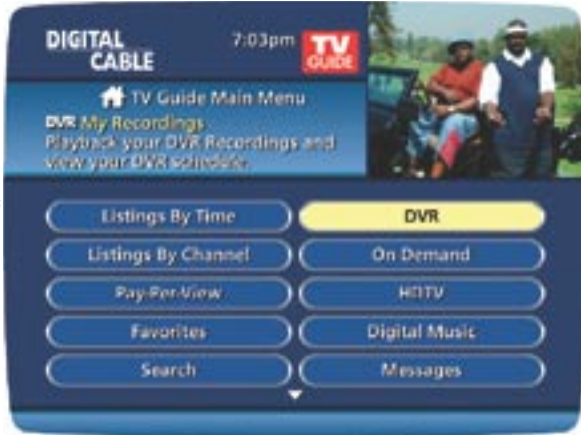 DIGITAL
CABLE
7:03pm
TV
GUIDE
TV Guide Main Menu
DVR My Recordings
Playback your DVR Recordings and
view your DVR schedule.
Listings By Time
DVR
Listings By Channel
On Demand
Pay-Per-View
HDTV
Favorites
Digital Music
Search
Messages